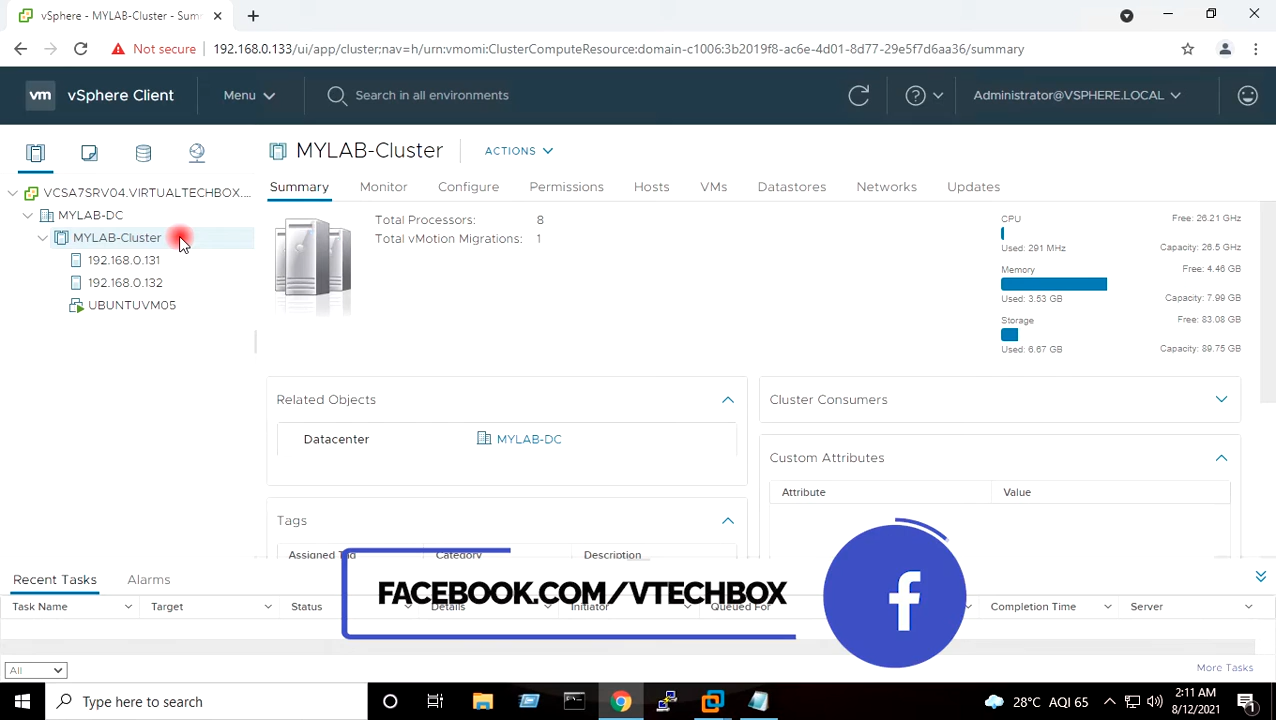 vSphere - MYLAB-Cluster - Sum
Not secure
192.168.0.133/ui/app/cluster;nav=h/urn:vmomi:ClusterComputeResource:domain-c1006:3b2019f8-ac6e-4d01-8d77-29e5f7d6aa36/summary
vm
vSphere Client
Menu
Search in all environments
Administrator@VSPHERE.LOCAL
VCSA7SRV04.VIRTUALTECHBOX....
MYLAB-DC
MYLAB-Cluster
192.168.0.131
192.168.0.132
UBUNTUVM05
MYLAB-Cluster
ACTIONS
Summary
Monitor
Configure
Permissions
Hosts
VMs
Datastores
Networks
Updates
Total Processors: 8
Total vMotion Migrations: 1
CPU
Free: 26.21 GHz
Used: 291 MHz
Capacity: 26.5 GHz
Memory
Free: 4.46 GB
Used: 3.53 GB
Capacity: 7.99 GB
Storage
Free: 83.08 GB
Used: 6.67 GB
Capacity: 89.75 GB
Related Objects
Datacenter
MYLAB-DC
Tags
Assigned Tag
Category
Description
Cluster Consumers
Custom Attributes
Attribute
Value
Recent Tasks
Alarms
Task Name
Target
Status
Details
Initiator
Queued For
Completion Time
Server
FACEBOOK.COM/VTECHBOX
f
All
More Tasks
Type here to search
28°C AQI 65
2:11 AM
8/12/2021
1